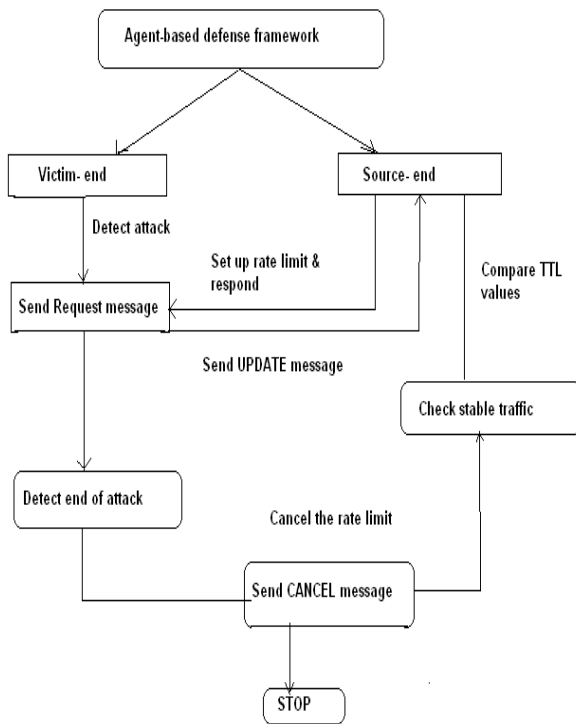 Agent-based defense framework
Victim- end
Source- end
Detect attack
Set up rate limit &
respond
Compare TTL
values
Send Request message
Send UPDATE message
Check stable traffic
Detect end of attack
Cancel the rate limit
Send CANCEL message
STOP